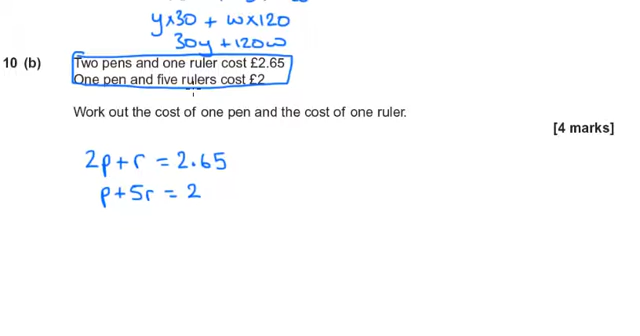 y×30 + w×120
30y + 120w
10 (b) Two pens and one ruler cost £2.65
One pen and five rulers cost £2
Work out the cost of one pen and the cost of one ruler.
[4 marks]
2p + r = 2.65
p + 5r = 2